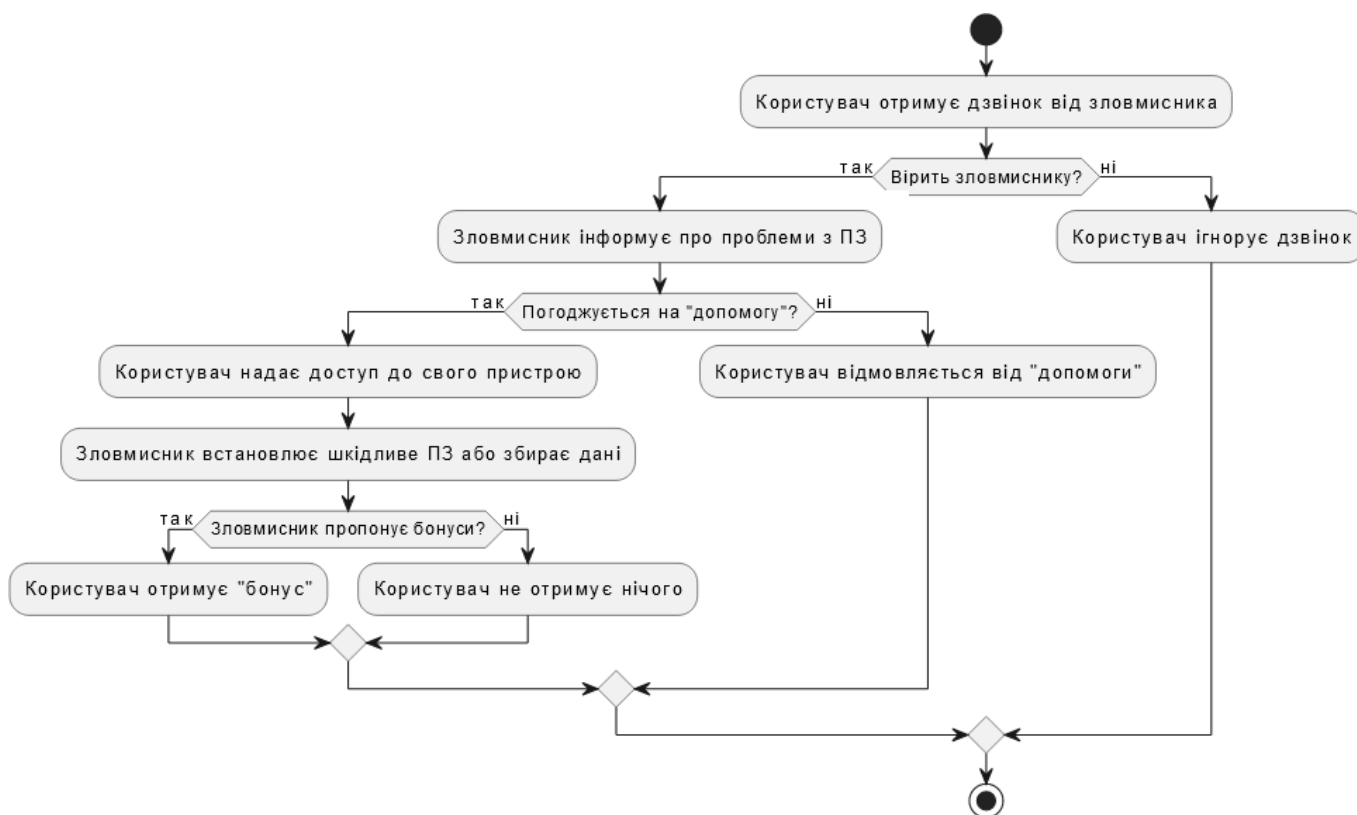 Користувач отримує дзвінок від зловмисника
так
Вірить зловмиснику?
ні
Зловмисник інформує про проблеми з ПЗ
Користувач ігнорує дзвінок
так
Погоджується на "допомогу"?
ні
Користувач надає доступ до свого пристрою
Користувач відмовляється від "допомоги"
Зловмисник встановлює шкідливе ПЗ або збирає дані
так
Зловмисник пропонує бонуси?
ні
Користувач отримує "бонус"
Користувач не отримує нічого